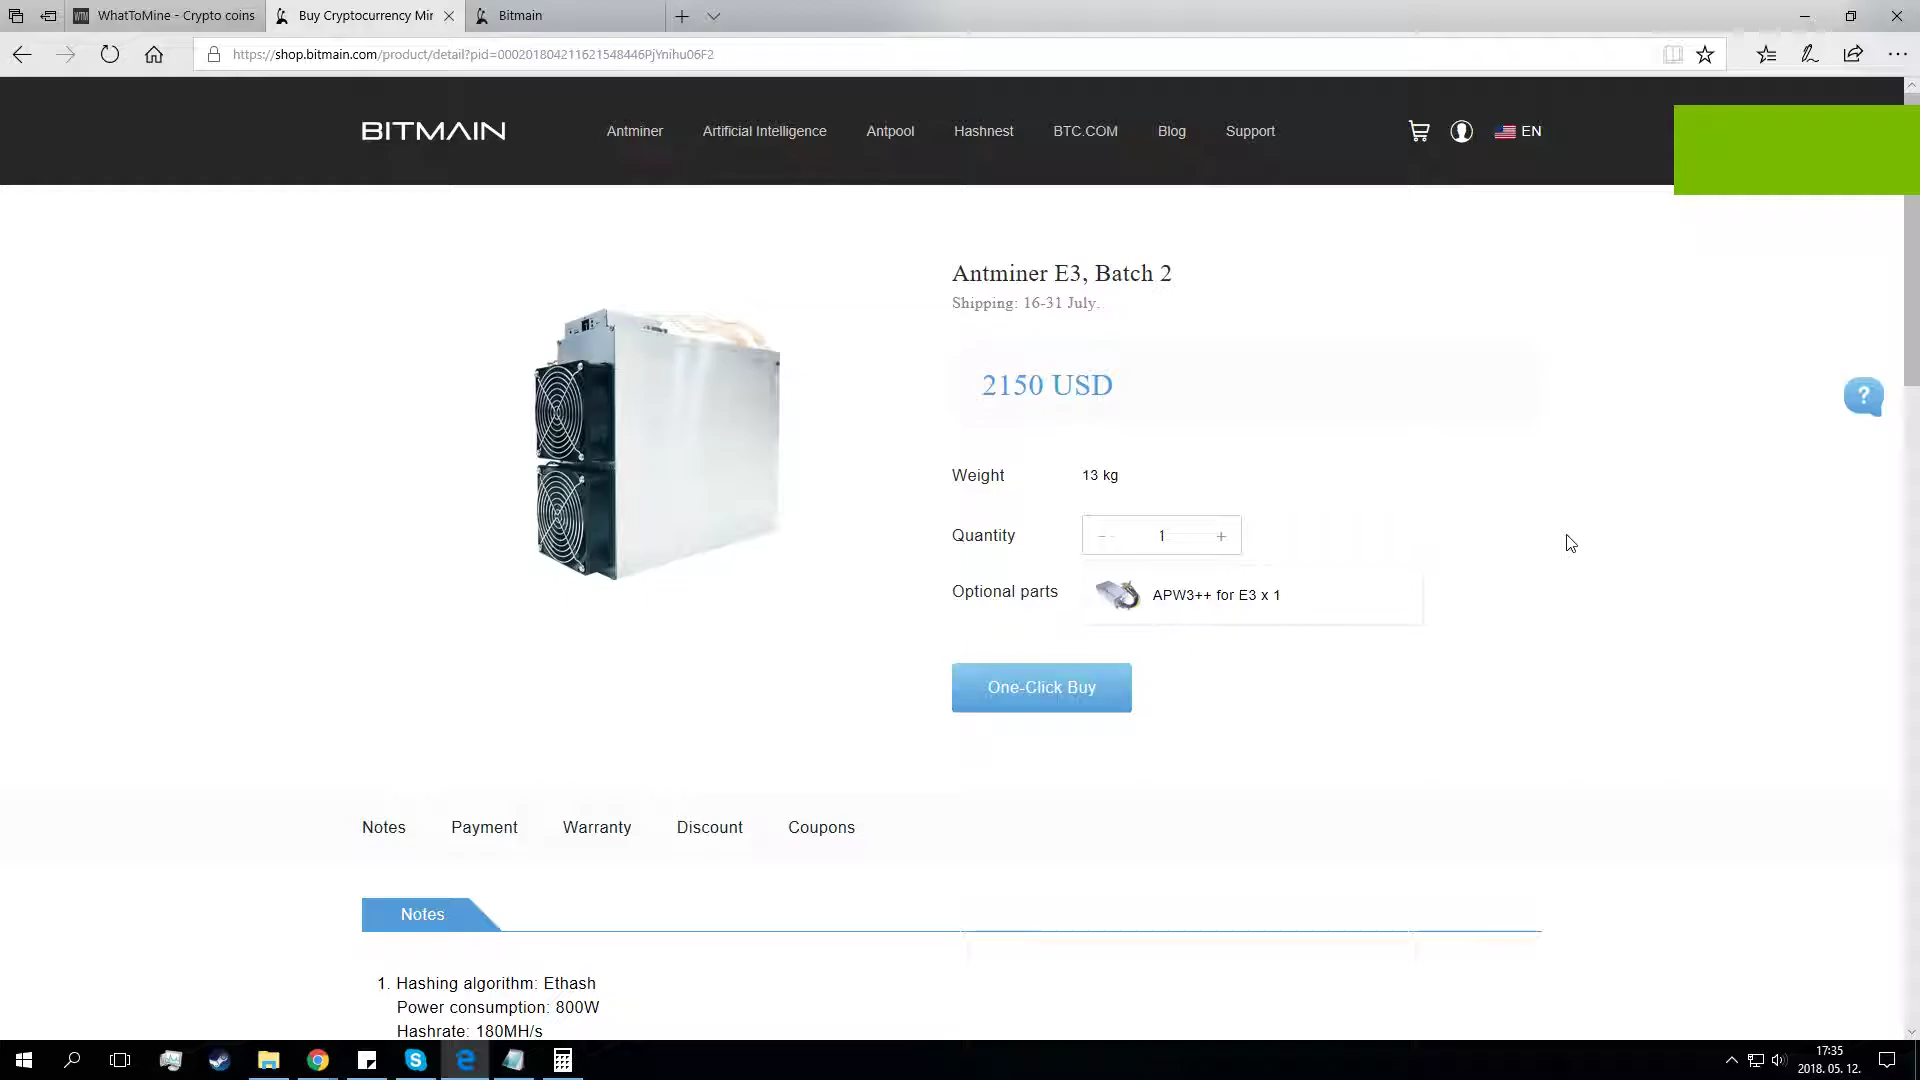 WhatToMine - Crypto coins
Buy Cryptocurrency Mir
Bitmain
https://shop.bitmain.com/product/detail?pid=000201804211621548446PjYnihu06F2
BITMAIN
Antminer
Artificial Intelligence
Antpool
Hashnest
BTC.COM
Blog
Support
EN
Antminer E3, Batch 2
Shipping: 16-31 July.
2150 USD
?
Weight
13 kg
Quantity
- 1 +
Optional parts
APW3++ for E3 x 1
One-Click Buy
Notes
Payment
Warranty
Discount
Coupons
Notes
1. Hashing algorithm: Ethash
Power consumption: 800W
Hashrate: 180MH/s
17:35
2018. 05. 12.